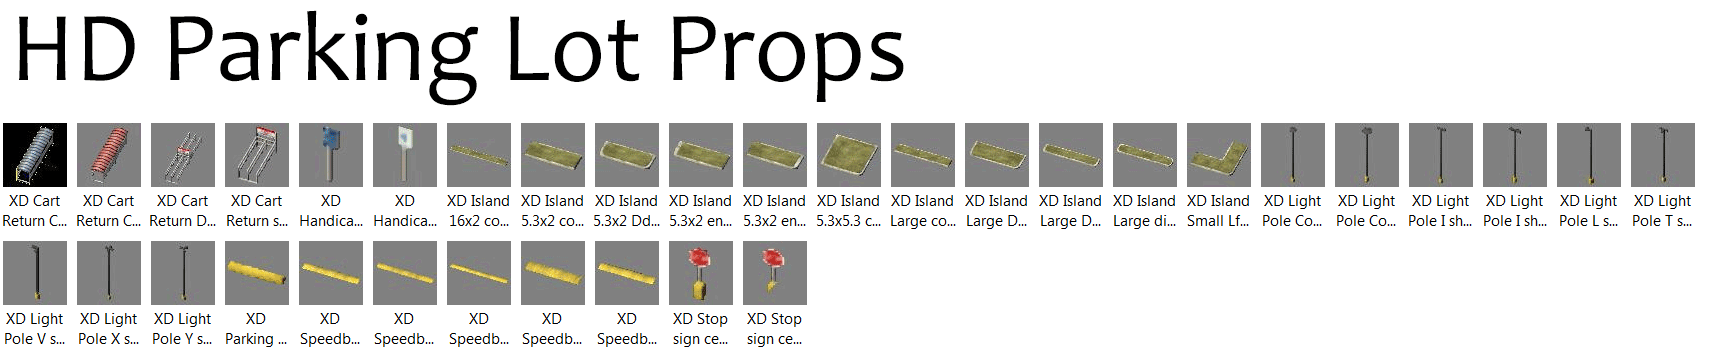 HD Parking Lot Props
XD Cart Return C...
XD Cart Return C...
XD Cart Return D...
XD Cart Return s...
XD Handica...
XD Handica...
XD Island 16x2 co...
XD Island 5.3x2 co...
XD Island 5.3x2 Dd...
XD Island 5.3x2 en...
XD Island 5.3x2 en...
XD Island 5.3x5.3 c...
XD Island Large co...
XD Island Large D...
XD Island Large D...
XD Island Large di...
XD Island Small Lf...
XD Light Pole Co...
XD Light Pole Co...
XD Light Pole I sh...
XD Light Pole I sh...
XD Light Pole L s...
XD Light Pole T s...
XD Light Pole V s...
XD Light Pole X s...
XD Light Pole Y s...
XD Parking ...
XD Speedb...
XD Speedb...
XD Speedb...
XD Speedb...
XD Speedb...
XD Stop sign ce...
XD Stop sign ce...